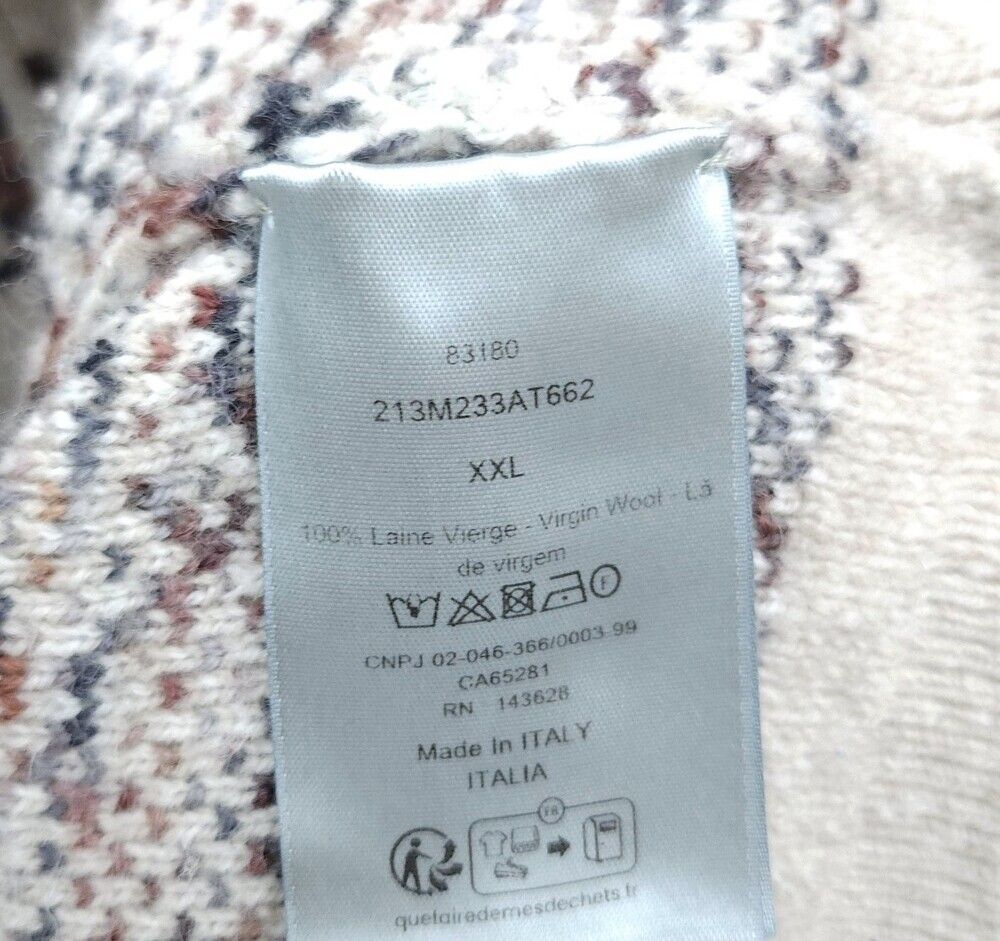 83180
213M233AT662
XXL
100% Laine Vierge - Virgin Wool - Lã
de virgem
F
CNPJ 02-046-366/0003-99
CA65281
RN 143628
Made In ITALY
ITALIA
FR
quefairedemesdechets.fr